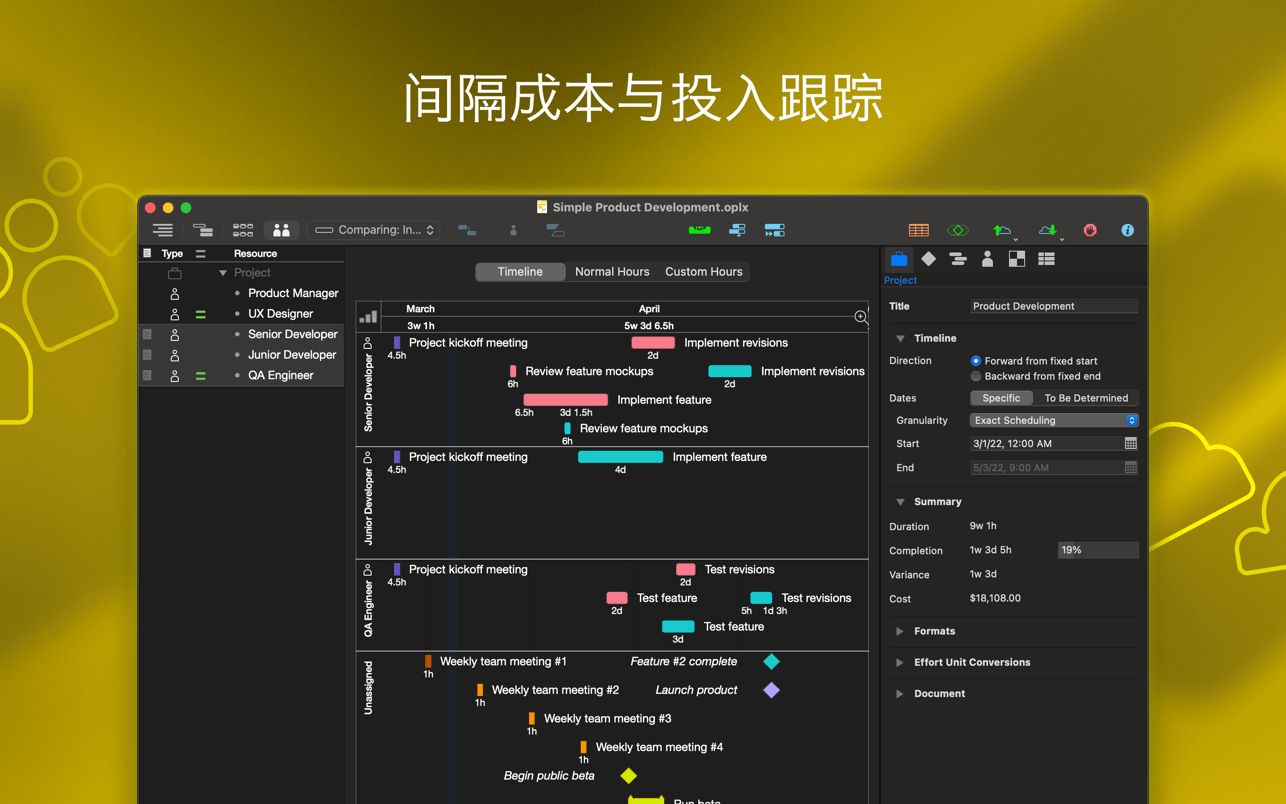 间隔成本与投入跟踪
Simple Product Development.oplx
Comparing: In...
Type
Resource
Project
Product Manager
UX Designer
Senior Developer
Junior Developer
QA Engineer
Timeline
Normal Hours
Custom Hours
March
April
3w 1h
5w 3d 6.5h
Senior Developer
Project kickoff meeting
Implement revisions
4.5h
2d
Review feature mockups
Implement revisions
6h
2d
Implement feature
6.5h
3d 1.5h
Review feature mockups
6h
Junior Developer
Project kickoff meeting
Implement feature
4.5h
4d
QA Engineer
Project kickoff meeting
Test revisions
4.5h
2d
Test feature
Test revisions
2d
5h
1d 3h
Test feature
3d
Unassigned
Weekly team meeting #1
Feature #2 complete
1h
Weekly team meeting #2
Launch product
1h
Weekly team meeting #3
1h
Weekly team meeting #4
1h
Begin public beta
Run beta
Project
Title
Product Development
Timeline
Direction
Forward from fixed start
Backward from fixed end
Dates
Specific
To Be Determined
Granularity
Exact Scheduling
Start
3/1/22, 12:00 AM
End
5/3/22, 9:00 AM
Summary
Duration
9w 1h
Completion
1w 3d 5h
19%
Variance
1w 3d
Cost
$18,108.00
Formats
Effort Unit Conversions
Document